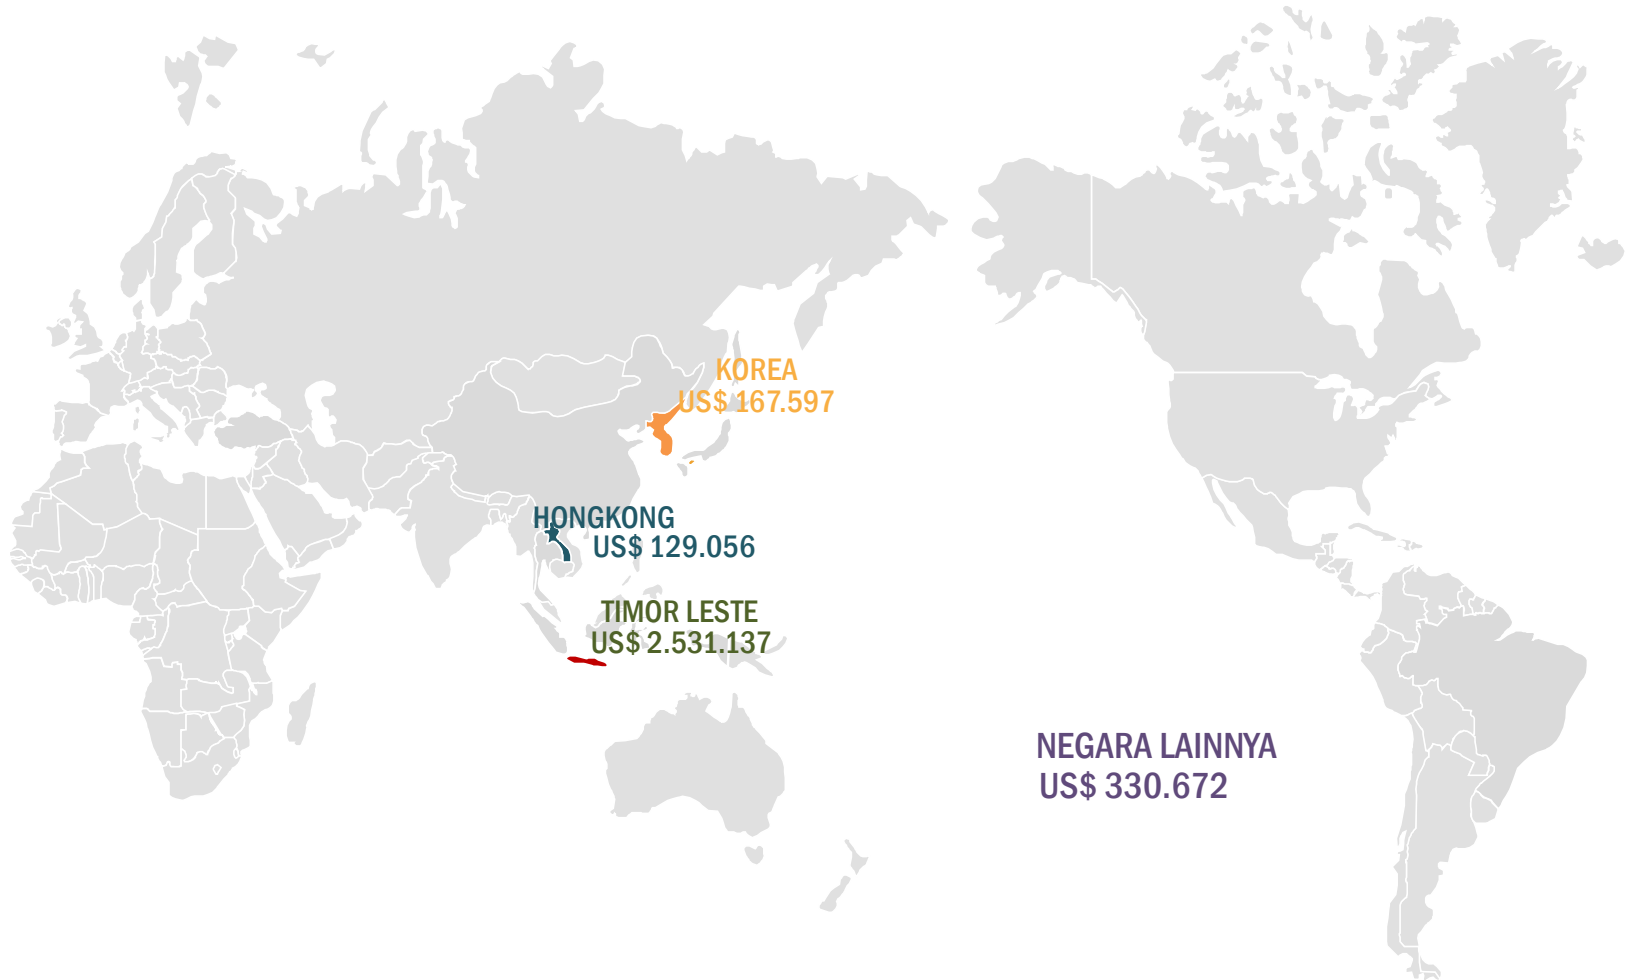 KOREA
US$ 167.597
HONGKONG
US$ 129.056
TIMOR LESTE
US$ 2.531.137
NEGARA LAINNYA
US$ 330.672